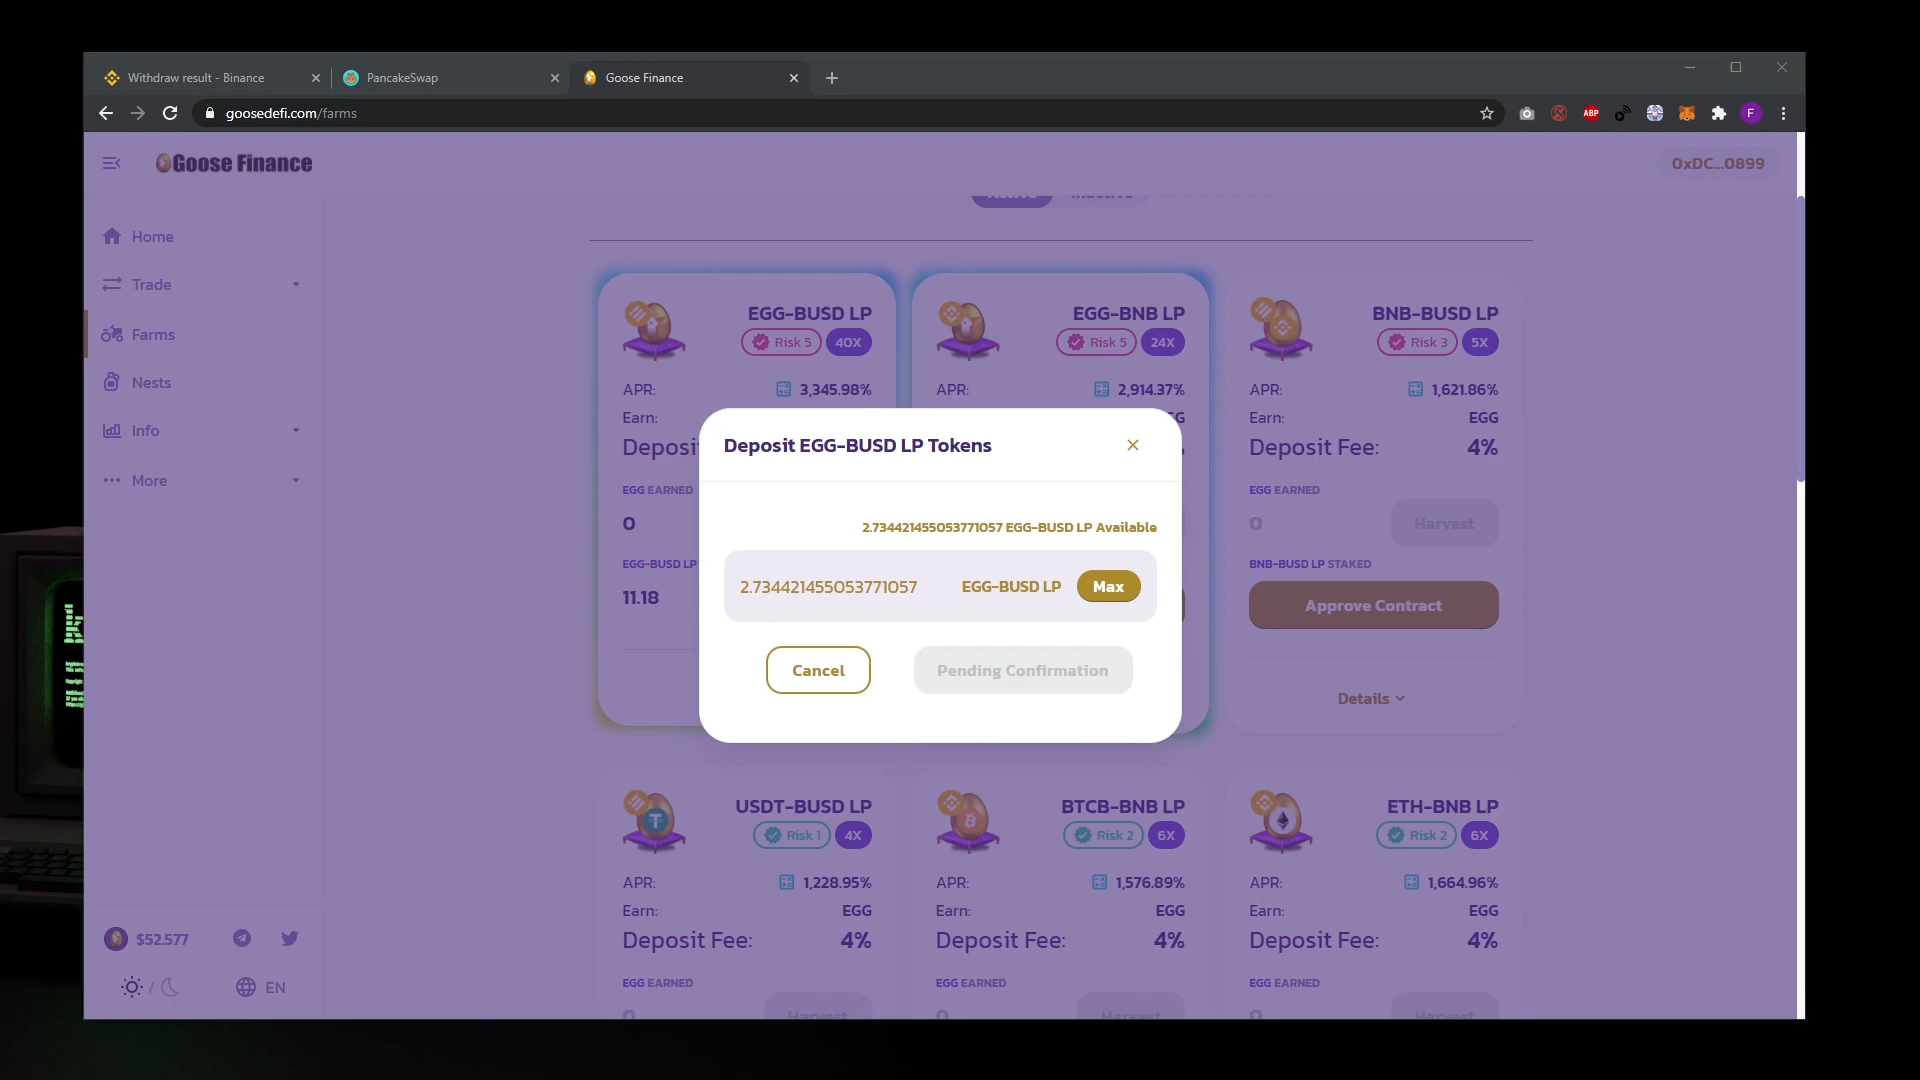 Withdraw result - Binance
PancakeSwap
Goose Finance
goosedefi.com/farms
ABP
F
Goose Finance
0xDC...0899
Home
Trade
Farms
Nests
Info
More
$52.577
EN
EGG-BUSD LP
Risk 5 40X
APR: 3,345.98%
Earn:
EGG EARNED
0
EGG-BUSD LP
11.18
EGG-BNB LP
Risk 5 24X
APR: 2,914.37%
BNB-BUSD LP
Risk 3 5X
APR: 1,621.86%
Earn: EGG
Deposit Fee: 4%
EGG EARNED
0 Harvest
BNB-BUSD LP STAKED
Approve Contract
Details
Deposit EGG-BUSD LP Tokens
2.734421455053771057 EGG-BUSD LP Available
2.734421455053771057 EGG-BUSD LP Max
Cancel Pending Confirmation
USDT-BUSD LP
Risk 1 4X
APR: 1,228.95%
Earn: EGG
Deposit Fee: 4%
EGG EARNED
0 Harvest
BTCB-BNB LP
Risk 2 6X
APR: 1,576.89%
Earn: EGG
Deposit Fee: 4%
EGG EARNED
0 Harvest
ETH-BNB LP
Risk 2 6X
APR: 1,664.96%
Earn: EGG
Deposit Fee: 4%
EGG EARNED
0 Harvest